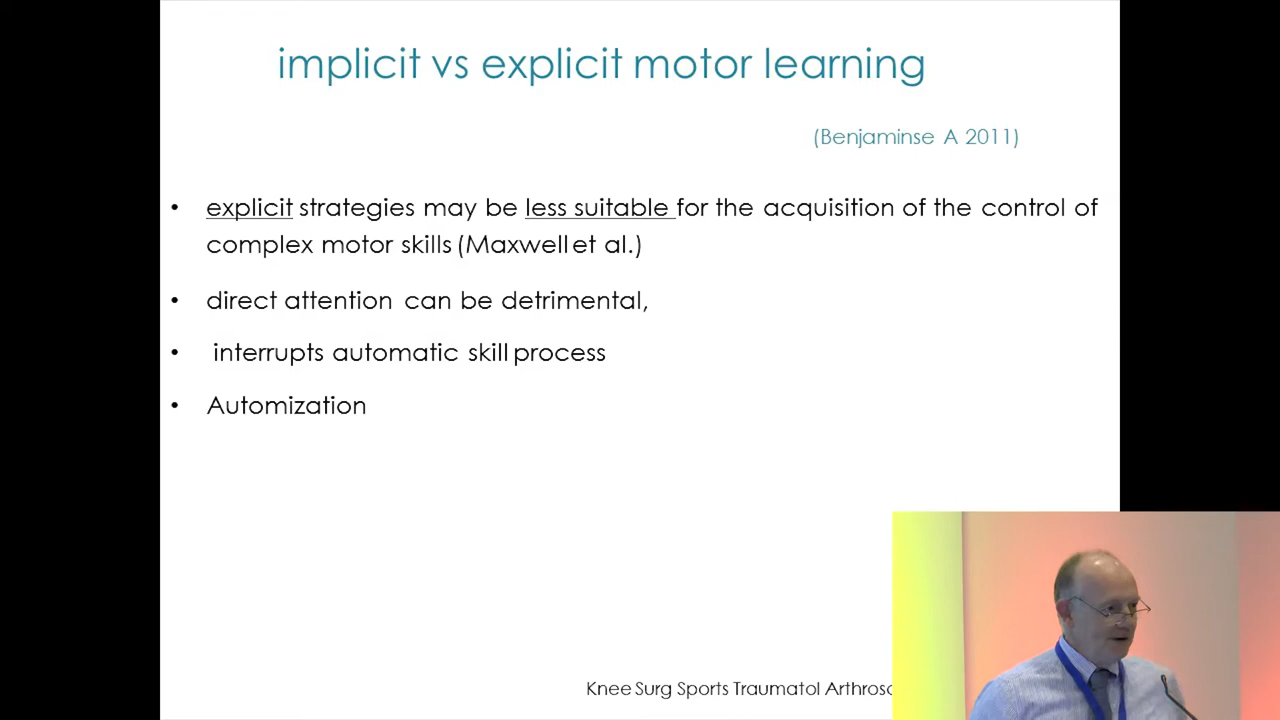 implicit vs explicit motor learning
(Benjaminse A 2011)
• explicit strategies may be less suitable for the acquisition of the control of
complex motor skills (Maxwell et al.)
• direct attention can be detrimental,
• interrupts automatic skill process
• Automization
Knee Surg Sports Traumatol Arthrosc